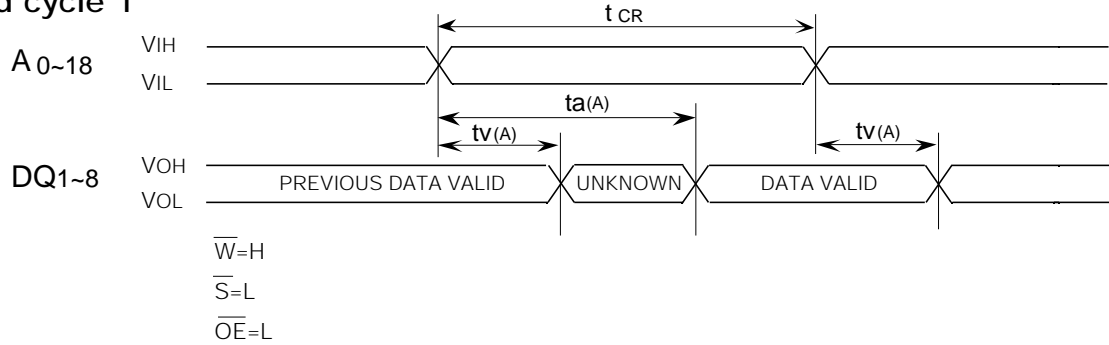 d cycle 1
t CR
A 0~18
VIH
VIL
ta(A)
tv(A)
tv(A)
DQ1~8
VOH
VOL
PREVIOUS DATA VALID
UNKNOWN
DATA VALID
W=H
S=L
OE=L